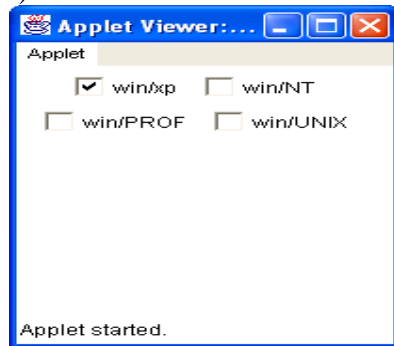 Applet Viewer:...
Applet
win/xp win/NT
win/PROF win/UNIX
Applet started.